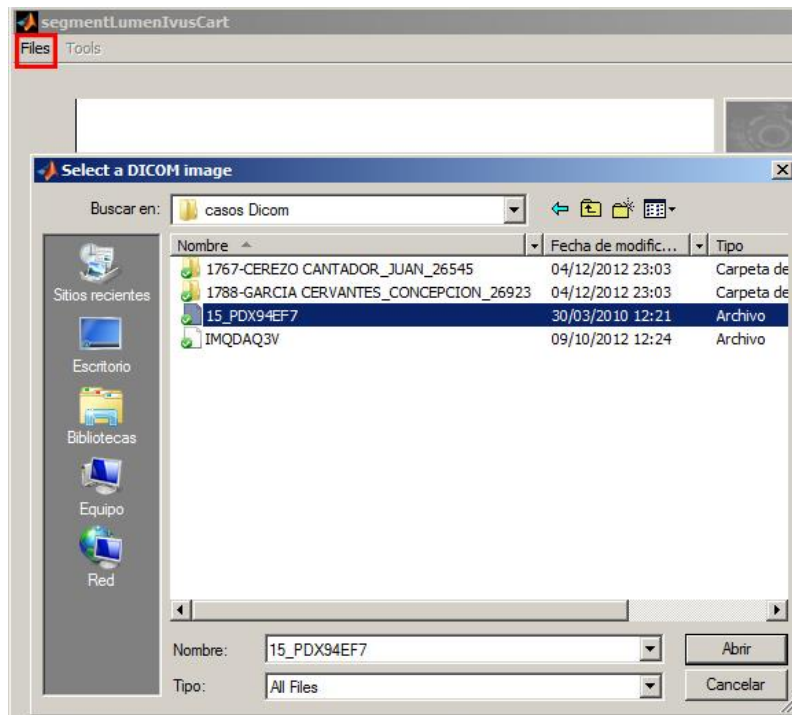 segmentLumenIvusCart
Files Tools
Select a DICOM image
Buscar en: casos Dicom
Nombre Fecha de modific... Tipo
1767-CEREZO CANTADOR_JUAN_26545 04/12/2012 23:03 Carpeta de
1788-GARCIA CERVANTES_CONCEPCION_26923 04/12/2012 23:03 Carpeta de
15_PDX94EF7 30/03/2010 12:21 Archivo
IMQDAQ3V 09/10/2012 12:24 Archivo
Sitios recientes
Escritorio
Bibliotecas
Equipo
Red
Nombre: 15_PDX94EF7 Abrir
Tipo: All Files Cancelar